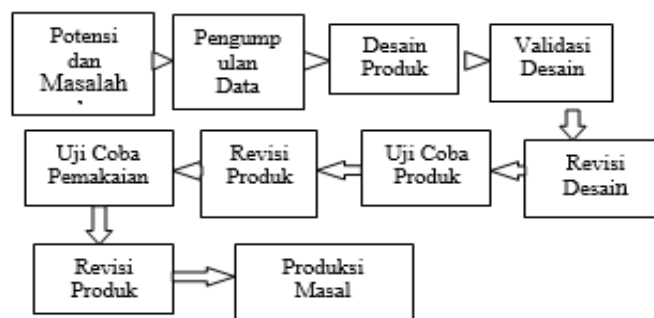 Potensi
dan
Masalah
Pengump
ulan
Data
Desain
Produk
Validasi
Desain
Revisi
Desain
Uji Coba
Produk
Revisi
Produk
Uji Coba
Pemakaian
Revisi
Produk
Produksi
Masal